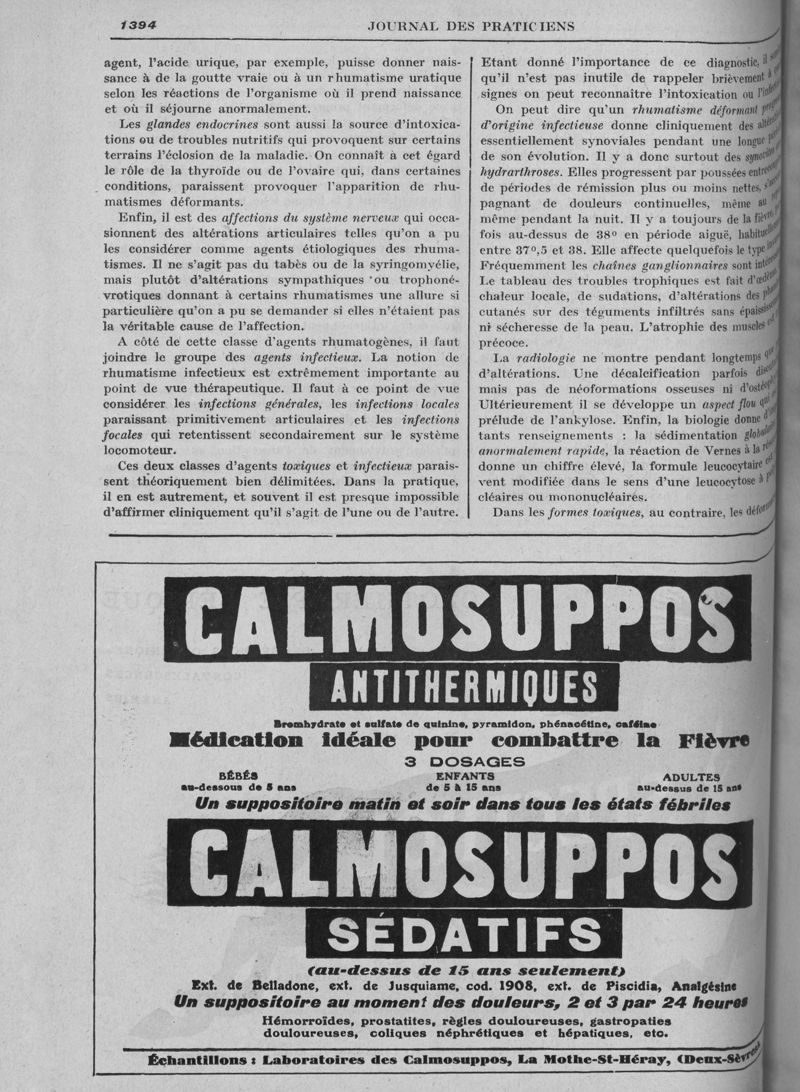 1394
JOURNAL DES PRATICIENS
agent, l'acide urique, par exemple, puisse donner nais-
sance à de la goutte vraie ou à un rhumatisme uratique
selon les réactions de l'organisme où il prend naissance
et où il séjourne anormalement.
Les glandes endocrines sont aussi la source d'intoxica-
tions ou de troubles nutritifs qui provoquent sur certains
terrains l'éclosion de la maladie. On connaît à cet égard
le rôle de la thyroïde ou de l'ovaire qui, dans certaines
conditions, paraissent provoquer l'apparition de rhu-
matismes déformants.
Enfin, il est des affections du système nerveux qui occa-
sionnent des altérations articulaires telles qu'on a pu
les considérer comme agents étiologiques des rhuma-
tismes. Il ne s'agit pas du tabès ou de la syringomyélie,
mais plutôt d'altérations sympathiques ou trophoné-
vrotiques donnant à certains rhumatismes une allure si
particulière qu'on a pu se demander si elles n'étaient pas
la véritable cause de l'affection.
A côté de cette classe d'agents rhumatogènes, il faut
joindre le groupe des agents infectieux. La notion de
rhumatisme infectieux est extrêmement importante au
point de vue thérapeutique. Il faut à ce point de vue
considérer les infections générales, les infections locales
paraissant primitivement articulaires et les infections
focales qui retentissent secondairement sur le système
locomoteur.
Ces deux classes d'agents toxiques et infectieux parais-
sent théoriquement bien délimitées. Dans la pratique,
il en est autrement, et souvent il est presque impossible
d'affirmer cliniquement qu'il s'agit de l'une ou de l'autre.
Etant donné l'importance de ce diagnostic, il
qu'il n'est pas inutile de rappeler brièvement à
signes on peut reconnaître l'intoxication ou
On peut dire qu'un rhumatisme déformant
d'origine infectieuse donne cliniquement des
essentiellement synoviales pendant une longue
de son évolution. Il y a donc surtout des
hydrarthroses. Elles progressent par poussées
de périodes de rémission plus ou moins nettes,
pagnant de douleurs continuelles, même au
même pendant la nuit. Il y a toujours de la
fois au-dessus de 38° en période aiguë,
entre 37°,5 et 38. Elle affecte quelquefois le type
Fréquemment les chaînes ganglionnaires sont
Le tableau des troubles trophiques est fait
chaleur locale, de sudations, d'altérations des
cutanés sur des téguments infiltrés sans
ni sécheresse de la peau. L'atrophie des muscles
précoce.
La radiologie ne montre pendant longtemps
d'altérations. Une décalcification parfois
mais pas de néoformations osseuses ni
Ultérieurement il se développe un aspect flou qui
prélude de l'ankylose. Enfin, la biologie donne
tants renseignements : la sédimentation
anormalement rapide, la réaction de Vernes à la
donne un chiffre élevé, la formule leucocytaire
vent modifiée dans le sens d'une leucocytose à
cléaires ou mononucléaires.
Dans les formes toxiques, au contraire, les
CALMOSUPPOS
ANTITHERMIQUES
Bromhydrate et sulfate de quinine, pyramidon, phénacétine, caféine
Médication idéale pour combattre la Fièvre
3 DOSAGES
BÉBÉS ENFANTS ADULTES
au-dessous de 5 ans de 5 à 15 ans au-dessus de 15 ans
Un suppositoire matin et soir dans tous les états fébriles
CALMOSUPPOS
SÉDATIFS
(au-dessus de 15 ans seulement)
Ext. de Belladone, ext. de Jusquiame, cod. 1908, ext. de Piscidia, Analgésine
Un suppositoire au moment des douleurs, 2 et 3 par 24 heures
Hémorroïdes, prostatites, règles douloureuses, gastropaties
douloureuses, coliques néphrétiques et hépatiques, etc.
Échantillons : Laboratoires des Calmosuppos, La Mothe-St-Héray, (Deux-Sèvres)